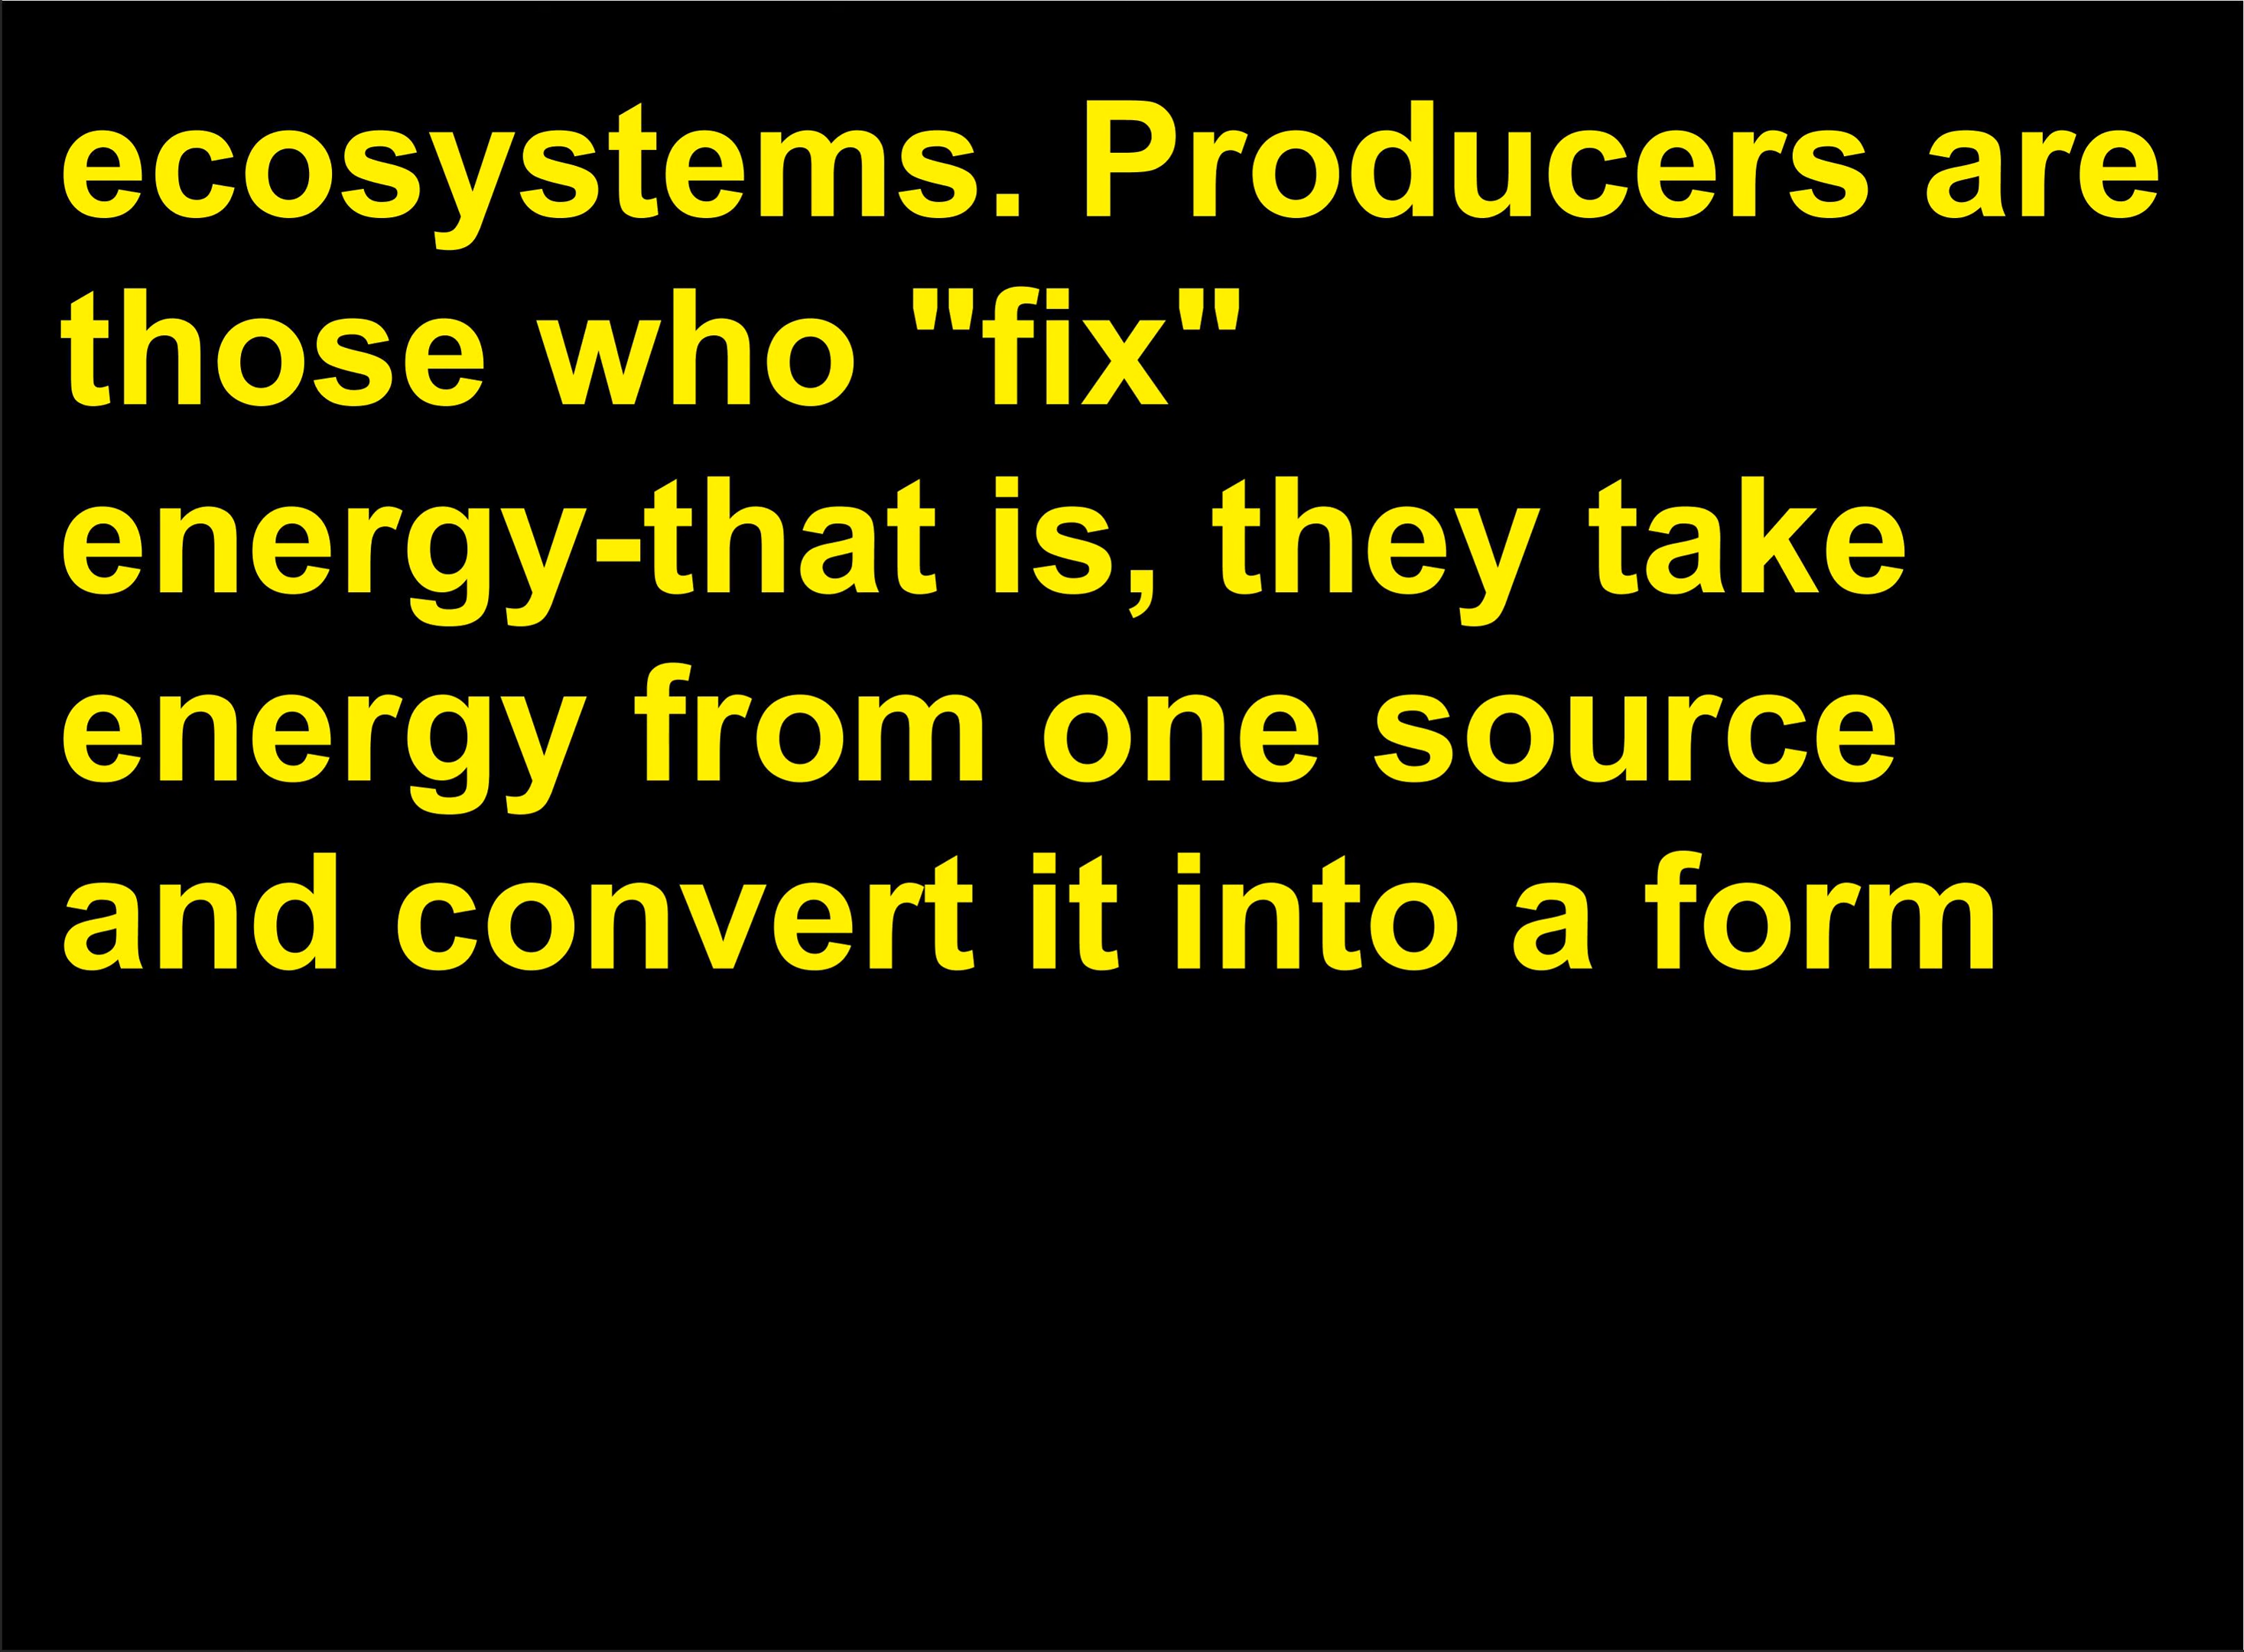 ecosystems. Producers are
those who "fix"
energy-that is, they take
energy from one source
and convert it into a form